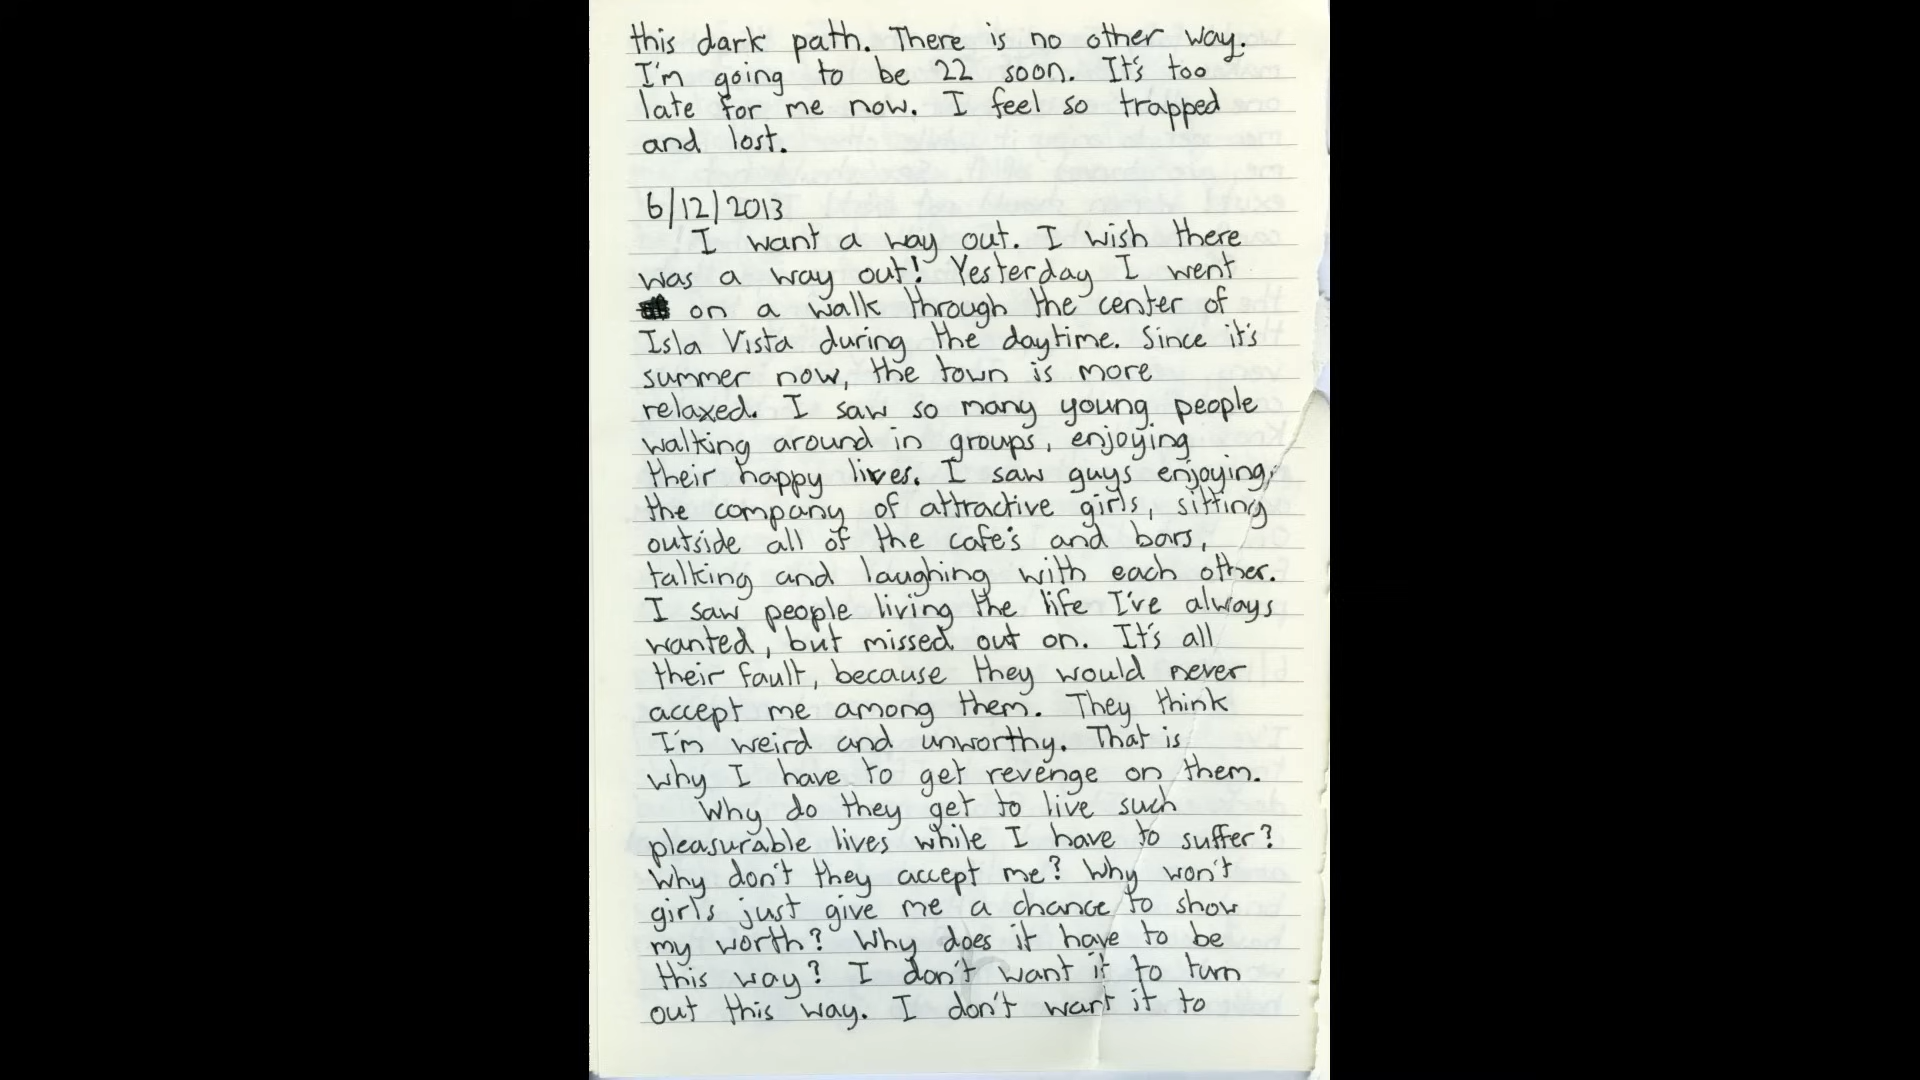 this dark path. There is no other way.
I'm going to be 22 soon. It's too
late for me now. I feel so trapped
and lost.
6/12/2013
I want a way out. I wish there
was a way out! Yesterday I went
on a walk through the center of
Isla Vista during the daytime. Since it's
summer now, the town is more
relaxed. I saw so many young people
walking around in groups, enjoying
their happy lives. I saw guys enjoying
the company of attractive girls, sitting
outside all of the cafe's and bars,
talking and laughing with each other.
I saw people living the life I've always
wanted, but missed out on. It's all
their fault, because they would never
accept me among them. They think
I'm weird and unworthy. That is
why I have to get revenge on them.
Why do they get to live such
pleasurable lives while I have to suffer?
Why don't they accept me? Why won't
girls just give me a chance to show
my worth? Why does it have to be
this way? I don't want it to turn
out this way. I don't want it to